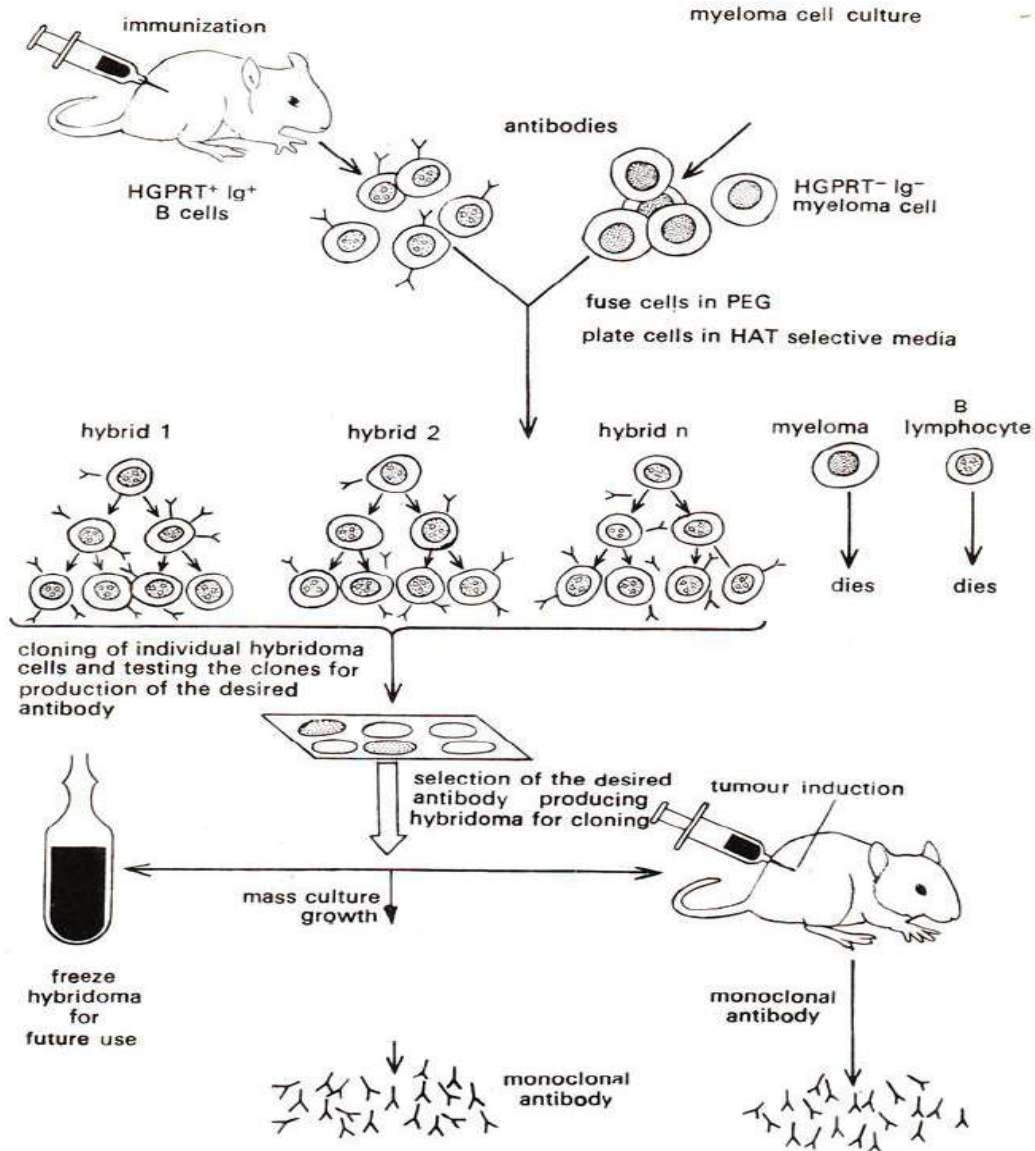 immunization
myeloma cell culture
antibodies
HGPRT+ Ig+
B cells
HGPRT– Ig–
myeloma cell
fuse cells in PEG
plate cells in HAT selective media
hybrid 1
hybrid 2
hybrid n
myeloma
B
lymphocyte
dies
dies
cloning of individual hybridoma
cells and testing the clones for
production of the desired
antibody
selection of the desired
antibody producing
hybridoma for cloning
tumour induction
mass culture
growth
freeze
hybridoma
for
future use
monoclonal
antibody
monoclonal
antibody